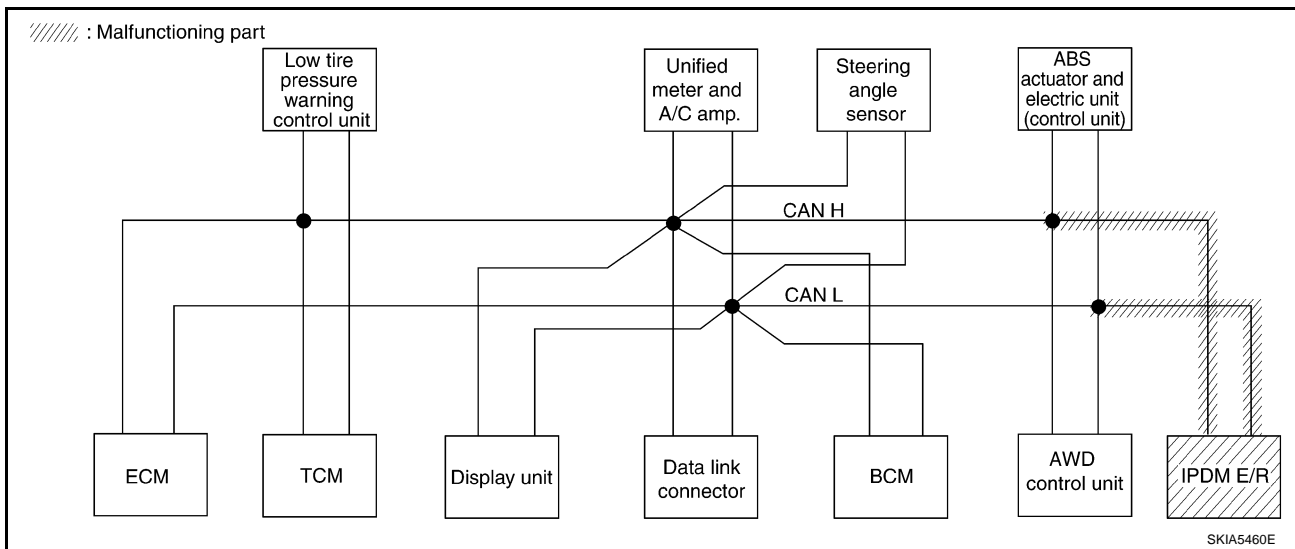 : Malfunctioning part
Low tire
pressure
warning
control unit
Unified
meter and
A/C amp.
Steering
angle
sensor
ABS
actuator and
electric unit
(control unit)
CAN H
CAN L
ECM
TCM
Display unit
Data link
connector
BCM
AWD
control unit
IPDM E/R
SKIA5460E